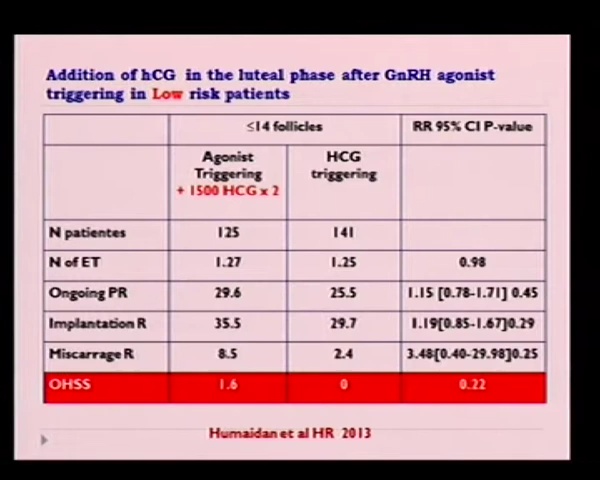 Addition of hCG in the luteal phase after GnRH agonist
triggering in Low risk patients
≤14 follicles RR 95% CI P-value
Agonist Triggering + 1500 HCG x 2 HCG triggering
N patientes 125 141
N of ET 1.27 1.25 0.98
Ongoing PR 29.6 25.5 1.15 [0.78-1.71] 0.45
Implantation R 35.5 29.7 1.19[0.85-1.67]0.29
Miscarrage R 8.5 2.4 3.48[0.40-29.98]0.25
OHSS 1.6 0 0.22
Humaidan et al HR 2013